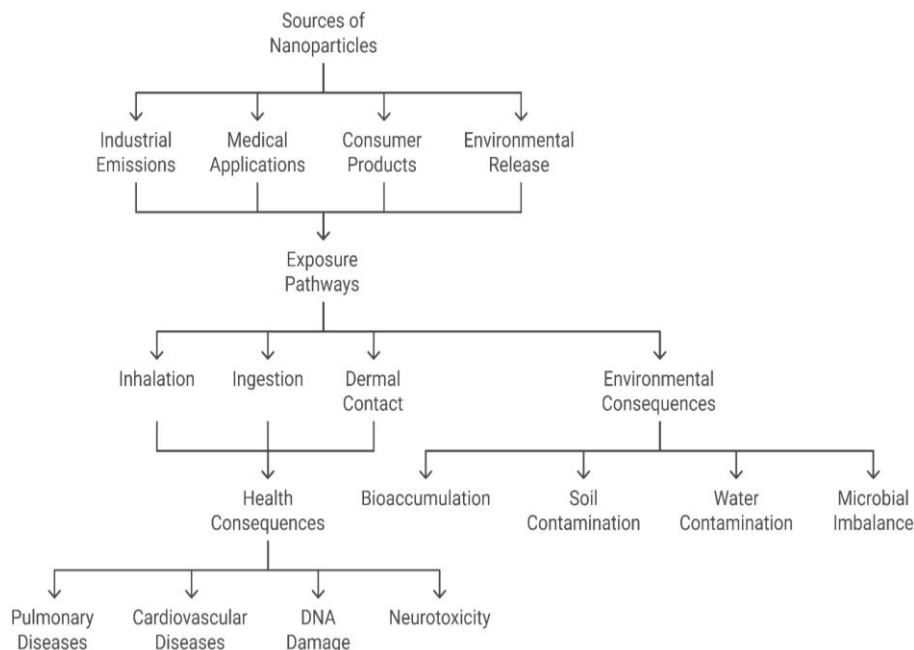 Sources of
Nanoparticles
Industrial
Emissions
Medical
Applications
Consumer
Products
Environmental
Release
Exposure
Pathways
Inhalation
Ingestion
Dermal
Contact
Environmental
Consequences
Health
Consequences
Bioaccumulation
Soil
Contamination
Water
Contamination
Microbial
Imbalance
Pulmonary
Diseases
Cardiovascular
Diseases
DNA
Damage
Neurotoxicity